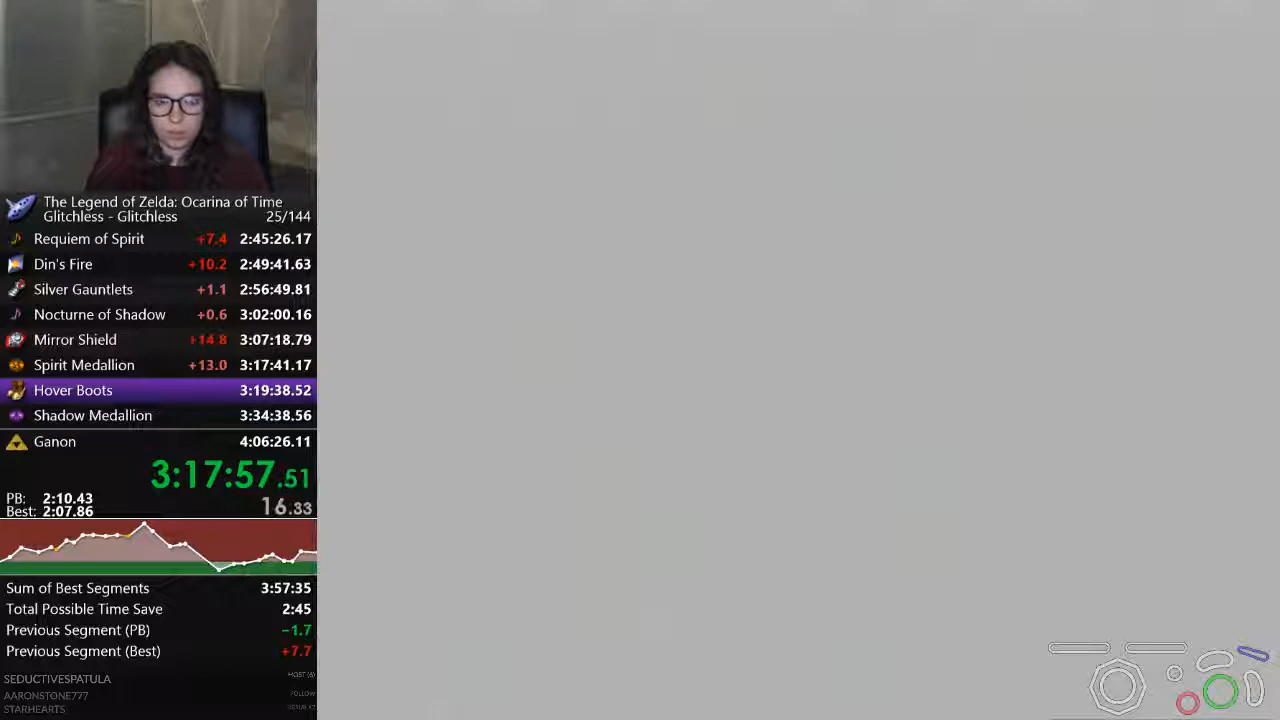 The Legend of Zelda: Ocarina of Time
Glitchless - Glitchless 25/144
Requiem of Spirit +7.4 2:45:26.17
Din's Fire +10.2 2:49:41.63
Silver Gauntlets +1.1 2:56:49.81
Nocturne of Shadow +0.6 3:02:00.16
Mirror Shield +14.8 3:07:18.79
Spirit Medallion +13.0 3:17:41.17
Hover Boots 3:19:38.52
Shadow Medallion 3:34:38.56
Ganon 4:06:26.11
3:17:57.51
PB: 2:10.43
Best: 2:07.86
16.33
Sum of Best Segments 3:57:35
Total Possible Time Save 2:45
Previous Segment (PB) −1.7
Previous Segment (Best) +7.7
SEDUCTIVESPATULA HOST (6)
AARONSTONE777 FOLLOW
STARHEARTS